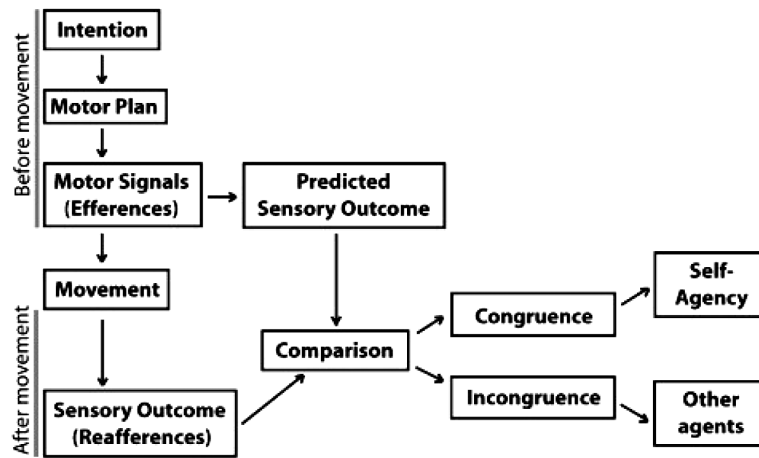 Before movement
Intention
Motor Plan
Motor Signals
(Efferences)
Predicted
Sensory Outcome
Movement
After movement
Sensory Outcome
(Reafferences)
Comparison
Congruence
Incongruence
Self-
Agency
Other
agents